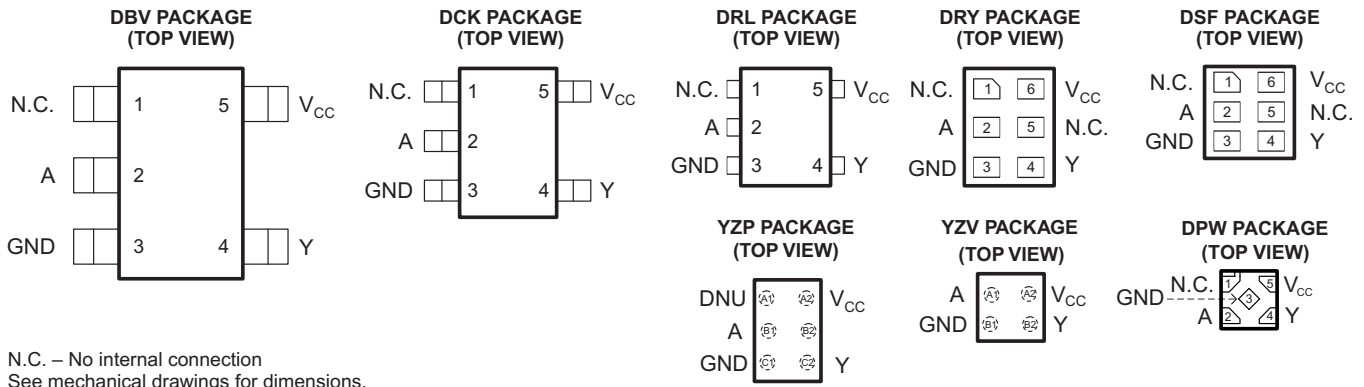 DBV PACKAGE
(TOP VIEW)
N.C. 1 5 VCC
A 2
GND 3 4 Y
DCK PACKAGE
(TOP VIEW)
N.C. 1 5 VCC
A 2
GND 3 4 Y
DRL PACKAGE
(TOP VIEW)
N.C. 1 5 VCC
A 2
GND 3 4 Y
DRY PACKAGE
(TOP VIEW)
N.C. 1 6 VCC
A 2 5 N.C.
GND 3 4 Y
DSF PACKAGE
(TOP VIEW)
N.C. 1 6 VCC
A 2 5 N.C.
GND 3 4 Y
YZP PACKAGE
(TOP VIEW)
DNU A1 A2 VCC
A B1 B2
GND C1 C2 Y
YZV PACKAGE
(TOP VIEW)
A A1 A2 VCC
GND B1 B2 Y
DPW PACKAGE
(TOP VIEW)
N.C. 1 5 VCC
GND 3
A 2 4 Y
N.C. – No internal connection
See mechanical drawings for dimensions.